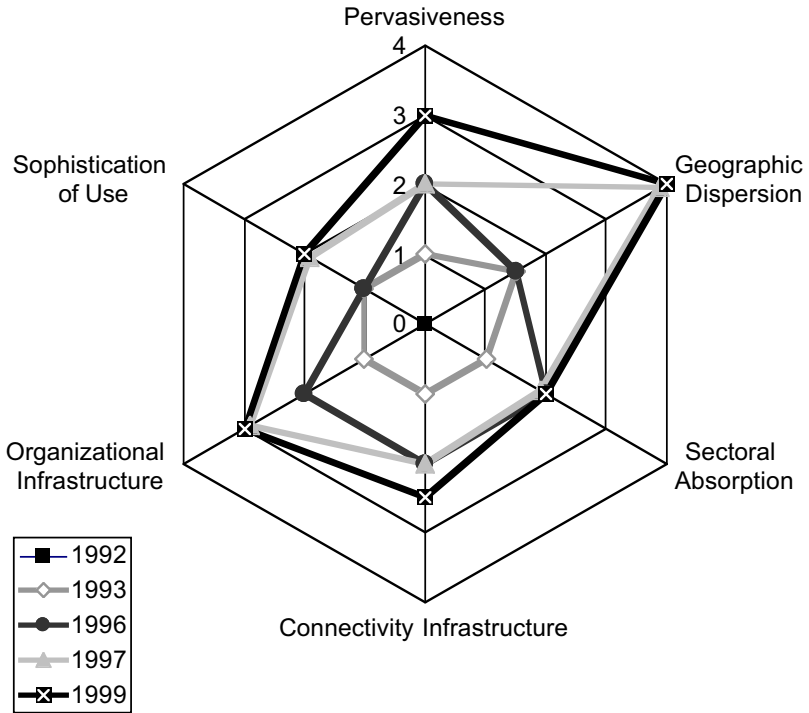 Pervasiveness
4
3
2
1
0
Geographic
Dispersion
Sophistication
of Use
Organizational
Infrastructure
Sectoral
Absorption
Connectivity Infrastructure
1992
1993
1996
1997
1999